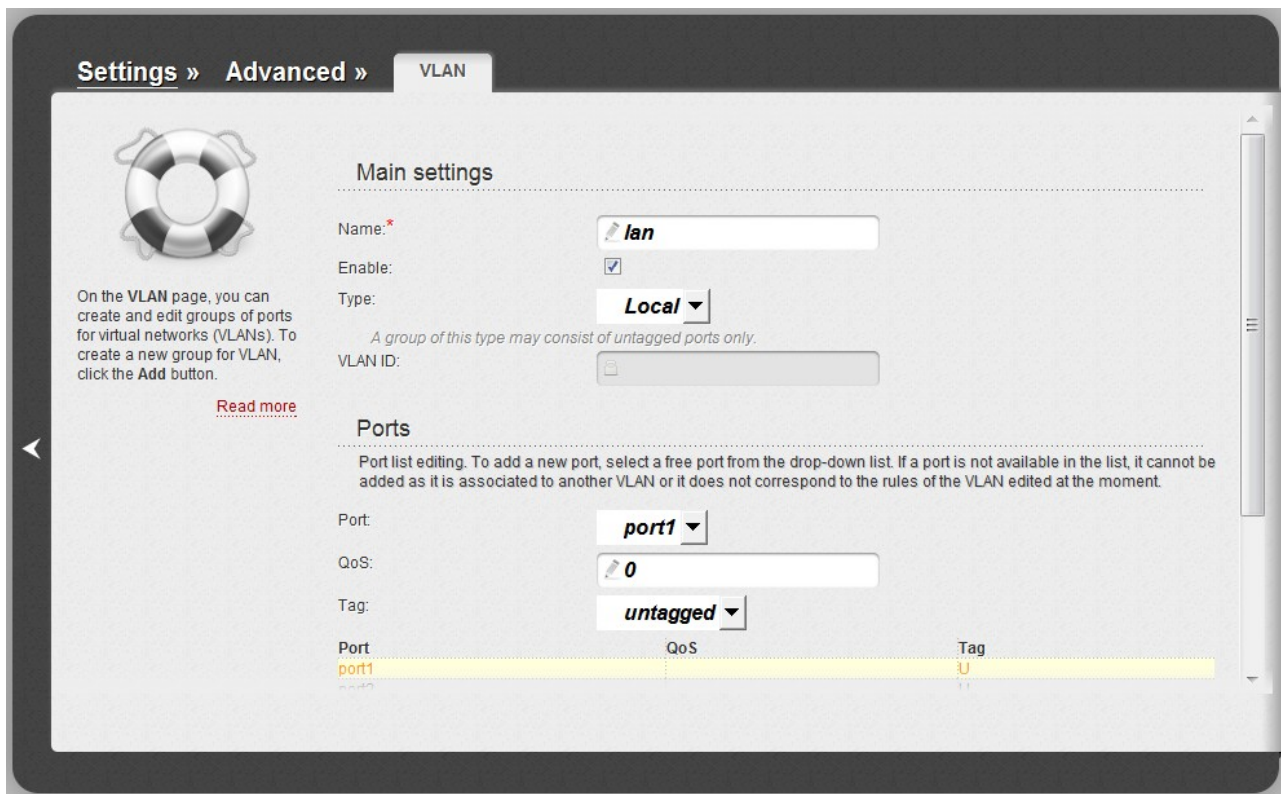 Settings » Advanced » VLAN
On the VLAN page, you can
create and edit groups of ports
for virtual networks (VLANs). To
create a new group for VLAN,
click the Add button.
Read more
Main settings
Name:* lan
Enable:
Type: Local
A group of this type may consist of untagged ports only.
VLAN ID:
Ports
Port list editing. To add a new port, select a free port from the drop-down list. If a port is not available in the list, it cannot be
added as it is associated to another VLAN or it does not correspond to the rules of the VLAN edited at the moment.
Port: port1
QoS: 0
Tag: untagged
Port QoS Tag
port1 U